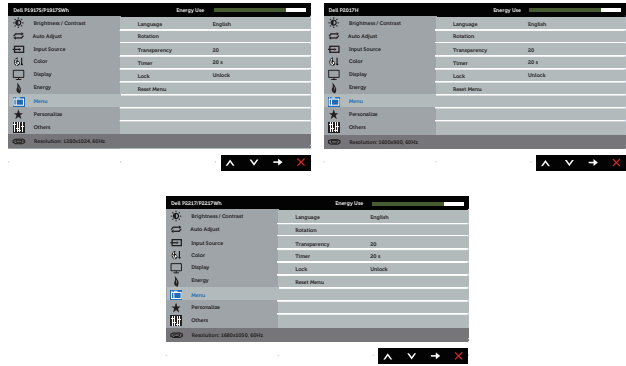 Dell P1917S/P1917SWh Energy Use
Brightness / Contrast Language English
Auto Adjust Rotation
Input Source Transparency 20
Color Timer 20 s
Display Lock Unlock
Energy Reset Menu
Menu
Personalize
Others
Resolution: 1280x1024, 60Hz
Dell P2017H Energy Use
Brightness / Contrast Language English
Auto Adjust Rotation
Input Source Transparency 20
Color Timer 20 s
Display Lock Unlock
Energy Reset Menu
Menu
Personalize
Others
Resolution: 1600x900, 60Hz
Dell P2217/P2217Wh Energy Use
Brightness / Contrast Language English
Auto Adjust Rotation
Input Source Transparency 20
Color Timer 20 s
Display Lock Unlock
Energy Reset Menu
Menu
Personalize
Others
Resolution: 1680x1050, 60Hz